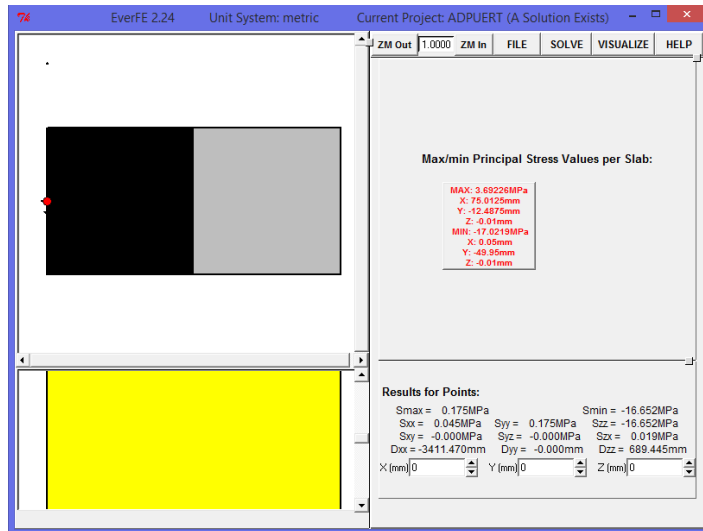 EverFE 2.24 Unit System: metric Current Project: ADPUERT (A Solution Exists)
ZM Out 1.0000 ZM In FILE SOLVE VISUALIZE HELP
Max/min Principal Stress Values per Slab:
MAX: 3.69226MPa
X: 75.0125mm
Y: -12.4875mm
Z: -0.01mm
MIN: -17.0219MPa
X: 0.05mm
Y: -49.95mm
Z: -0.01mm
Results for Points:
Smax = 0.175MPa Smin = -16.652MPa
Sxx = 0.045MPa Syy = 0.175MPa Szz = -16.652MPa
Sxy = -0.000MPa Syz = -0.000MPa Szx = 0.019MPa
Dxx = -3411.470mm Dyy = -0.000mm Dzz = 689.445mm
X (mm) 0 Y (mm) 0 Z (mm) 0